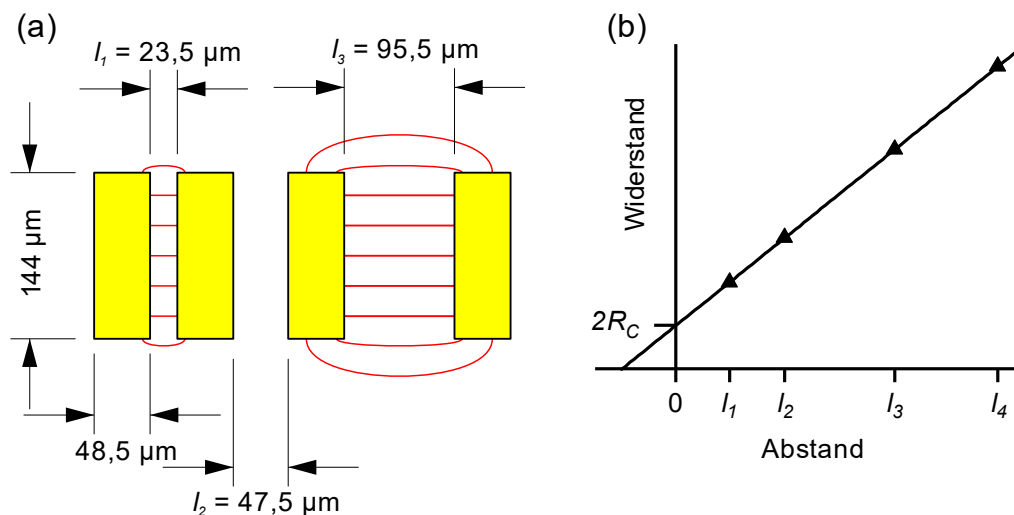 (a)
l1 = 23,5 µm
l3 = 95,5 µm
144 µm
48,5 µm
l2 = 47,5 µm
(b)
Widerstand
2RC
0
l1
l2
l3
l4
Abstand